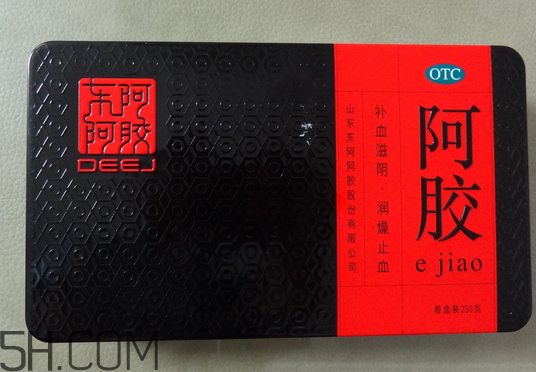 东阿
阿胶
DEEJ
OTC
阿胶
e jiao
补血滋阴·润燥止血
山东东阿阿胶股份有限公司
每盒装250克
5H.COM